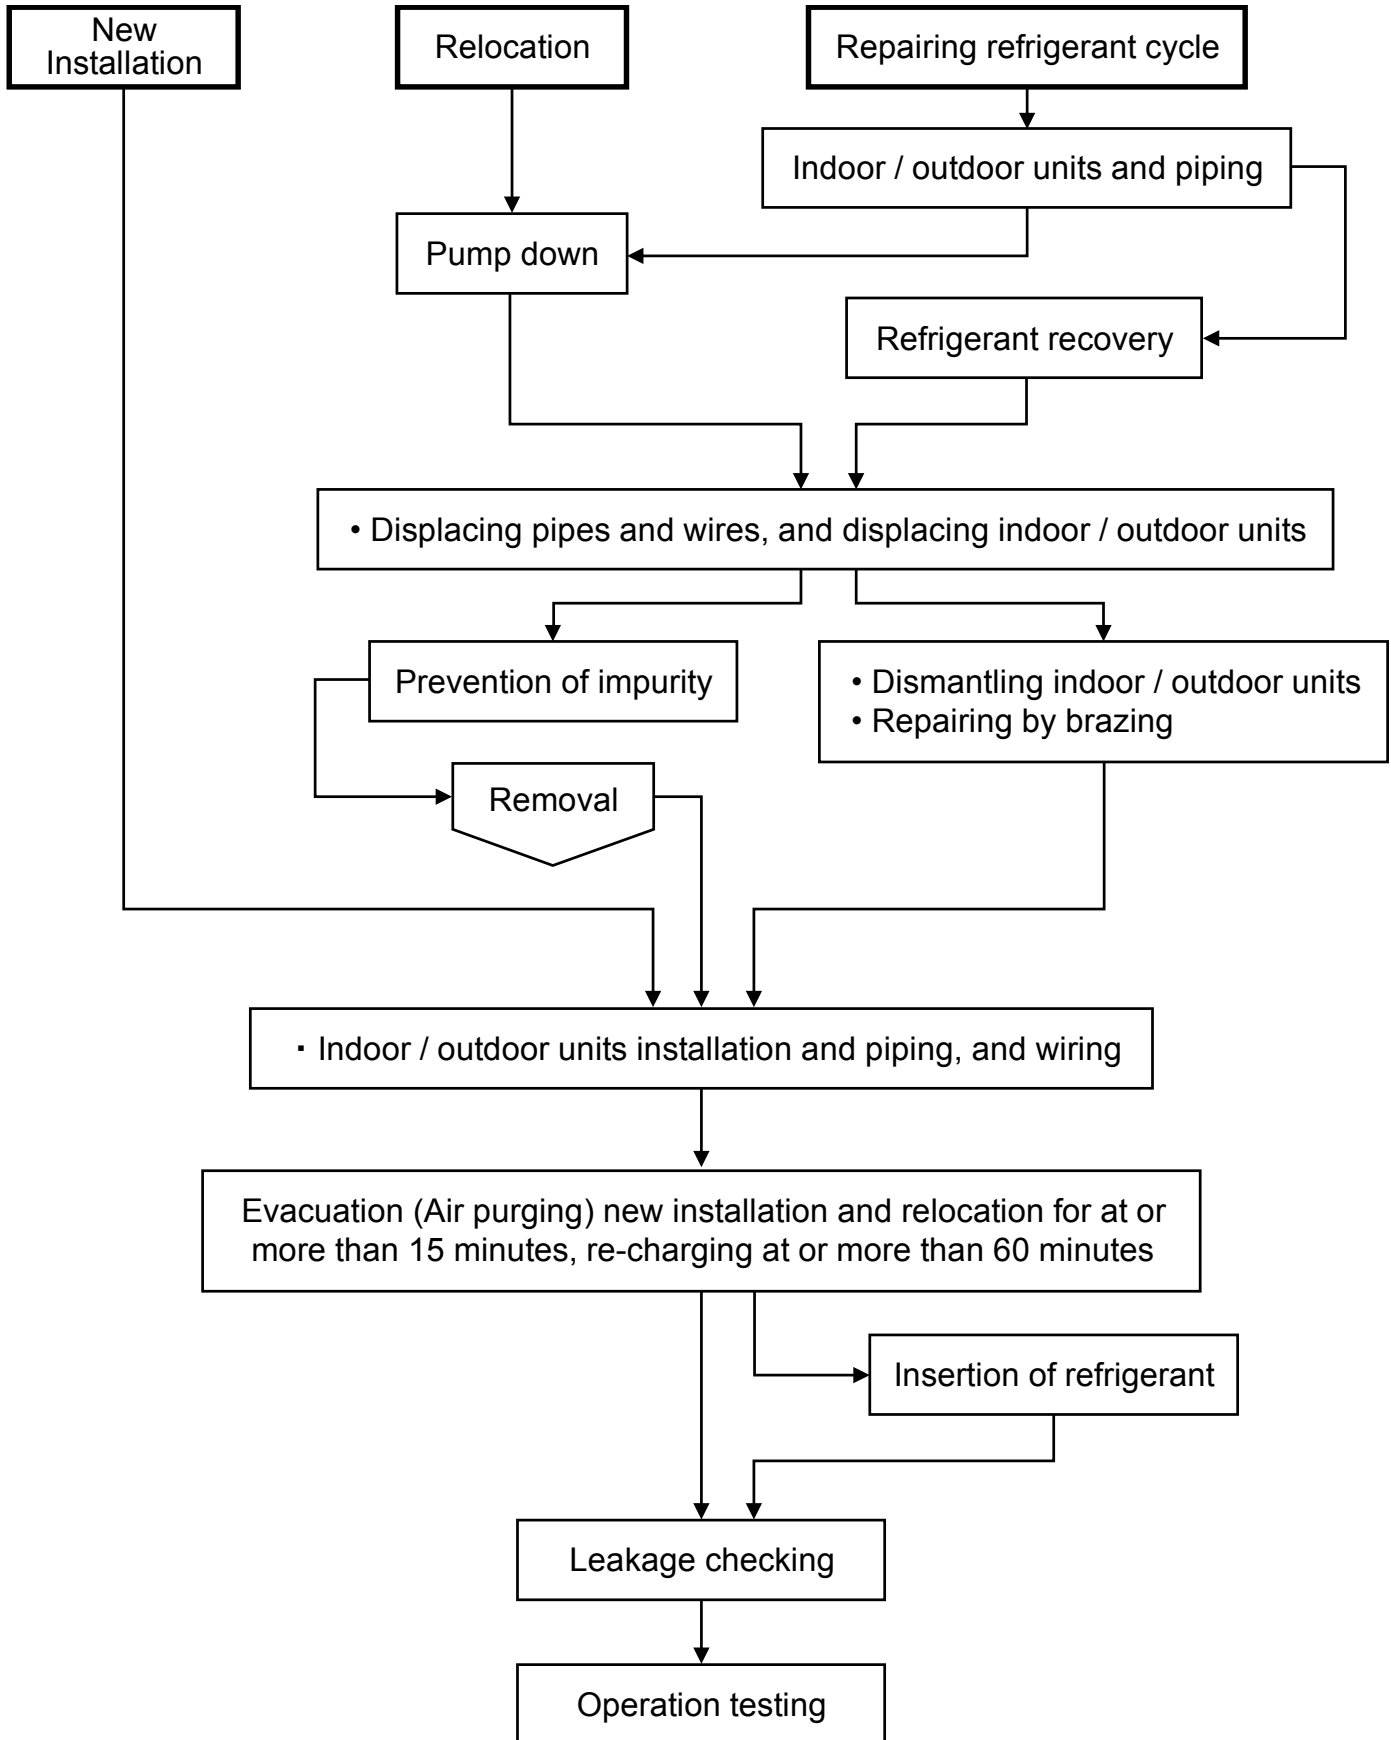 New
Installation
Relocation
Repairing refrigerant cycle
Indoor / outdoor units and piping
Pump down
Refrigerant recovery
• Displacing pipes and wires, and displacing indoor / outdoor units
Prevention of impurity
• Dismantling indoor / outdoor units
• Repairing by brazing
Removal
· Indoor / outdoor units installation and piping, and wiring
Evacuation (Air purging) new installation and relocation for at or
more than 15 minutes, re-charging at or more than 60 minutes
Insertion of refrigerant
Leakage checking
Operation testing